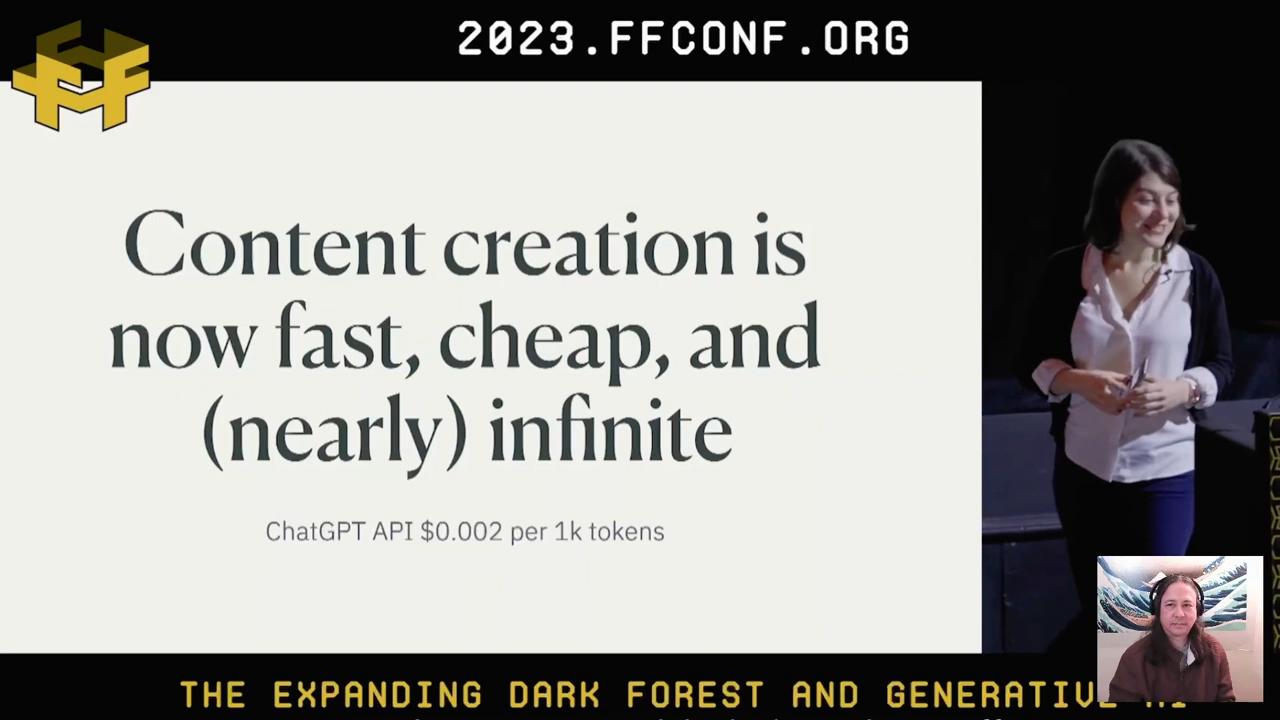 2023.FFCONF.ORG
Content creation is
now fast, cheap, and
(nearly) infinite
ChatGPT API $0.002 per 1k tokens
THE EXPANDING DARK FOREST AND GENERATIVE AI